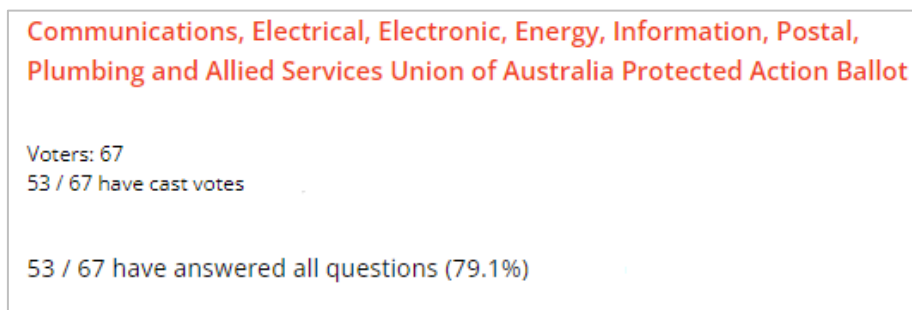 Communications, Electrical, Electronic, Energy, Information, Postal,
Plumbing and Allied Services Union of Australia Protected Action Ballot
Voters: 67
53 / 67 have cast votes
53 / 67 have answered all questions (79.1%)